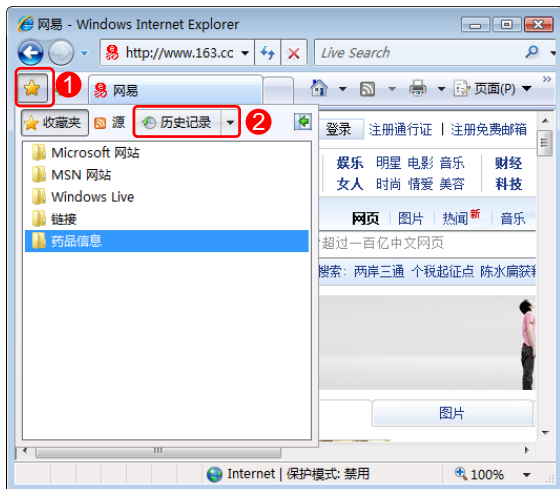 网易 - Windows Internet Explorer
http://www.163.cc
Live Search
1
网易
页面(P)
收藏夹 源 历史记录 2
Microsoft 网站
MSN 网站
Windows Live
链接
药品信息
登录 注册通行证 | 注册免费邮箱
娱乐 明星 电影 音乐 财经
女人 时尚 情爱 美容 科技
网页 图片 热闻 新 音乐
超过一百亿中文网页
搜索: 两岸三通 个税起征点 陈水扁获
图片
Internet | 保护模式: 禁用
100%